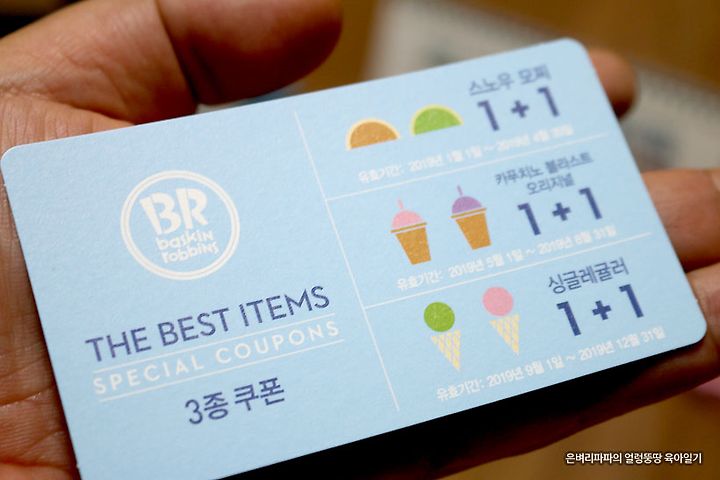 BR
baskin
robbins
THE BEST ITEMS
SPECIAL COUPONS
3종 쿠폰
스노우 모찌
1 + 1
유효기간: 2019년 1월 1일 ~ 2019년 4월 30일
카푸치노 블라스트
오리지널
1 + 1
유효기간: 2019년 5월 1일 ~ 2019년 8월 31일
싱글레귤러
1 + 1
유효기간: 2019년 9월 1일 ~ 2019년 12월 31일
은벼리파파의 얼렁뚱땅 육아일기